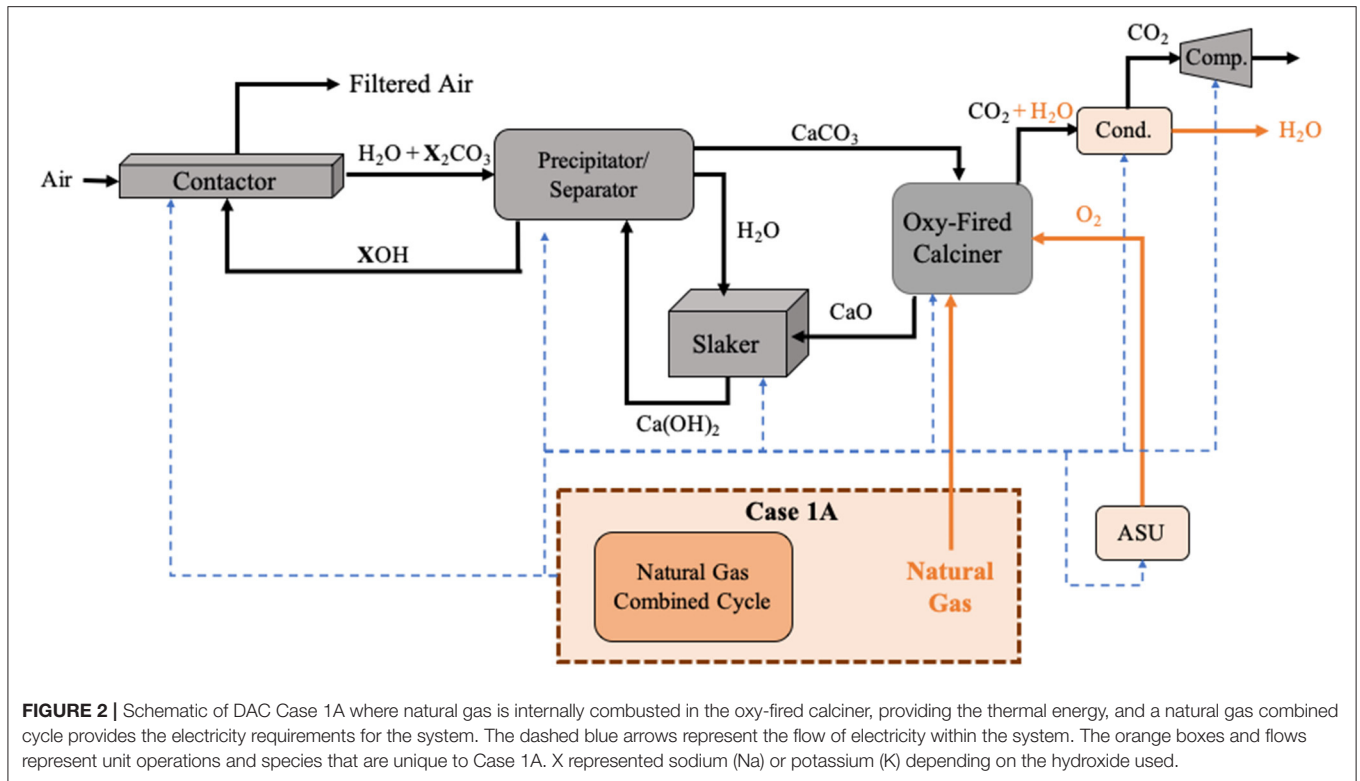 CO₂
Comp.
Filtered Air
CO₂ + H₂O
Cond.
H₂O
CaCO₃
H₂O + X₂CO₃
Precipitator/
Separator
Air
Contactor
Oxy-Fired
Calciner
O₂
H₂O
XOH
CaO
Slaker
Ca(OH)₂
Case 1A
ASU
Natural Gas
Combined Cycle
Natural
Gas
FIGURE 2 | Schematic of DAC Case 1A where natural gas is internally combusted in the oxy-fired calciner, providing the thermal energy, and a natural gas combined
cycle provides the electricity requirements for the system. The dashed blue arrows represent the flow of electricity within the system. The orange boxes and flows
represent unit operations and species that are unique to Case 1A. X represented sodium (Na) or potassium (K) depending on the hydroxide used.